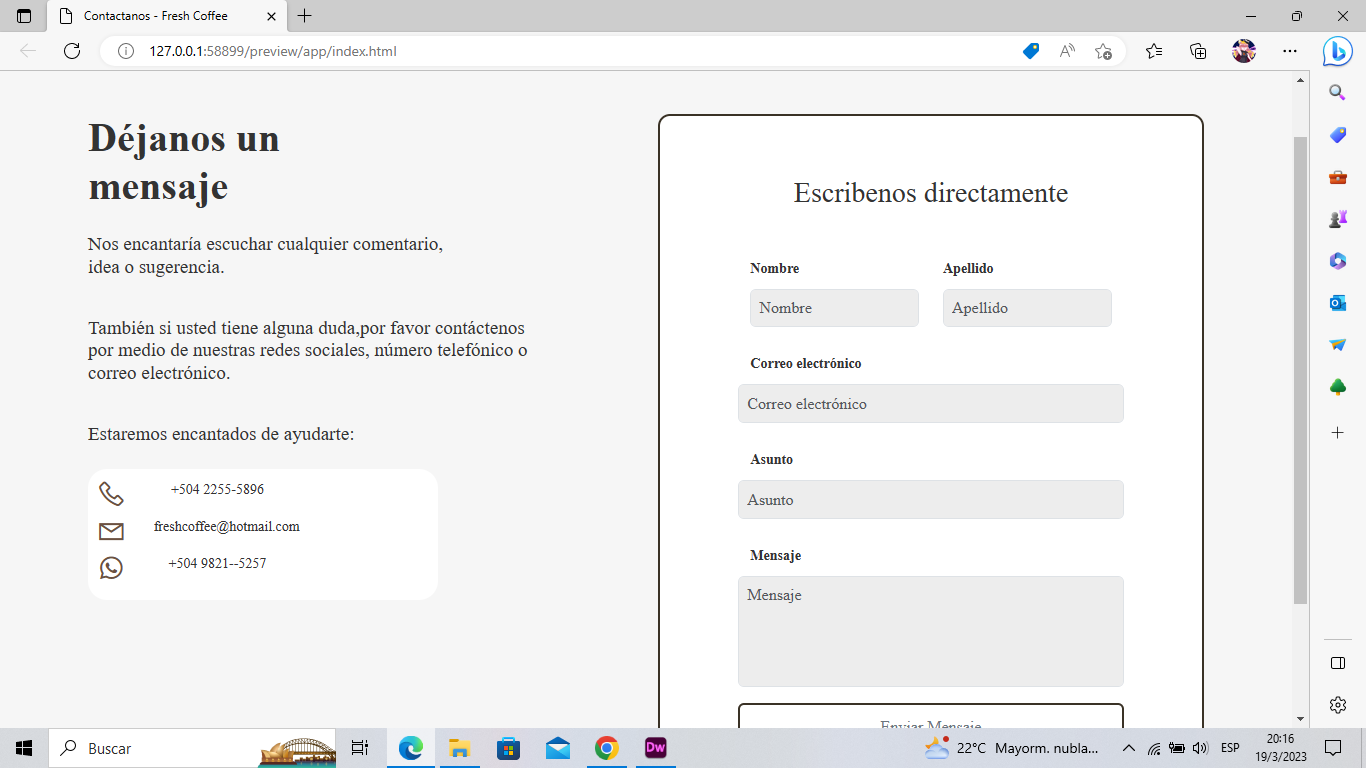 Contactanos - Fresh Coffee
127.0.0.1:58899/preview/app/index.html
Déjanos un
mensaje
Nos encantaría escuchar cualquier comentario,
idea o sugerencia.
También si usted tiene alguna duda,por favor contáctenos
por medio de nuestras redes sociales, número telefónico o
correo electrónico.
Estaremos encantados de ayudarte:
+504 2255-5896
freshcoffee@hotmail.com
+504 9821--5257
Escribenos directamente
Nombre
Apellido
Nombre
Apellido
Correo electrónico
Correo electrónico
Asunto
Asunto
Mensaje
Mensaje
Enviar Mensaje
Buscar
Dw
22°C Mayorm. nubla...
ESP
20:16
19/3/2023